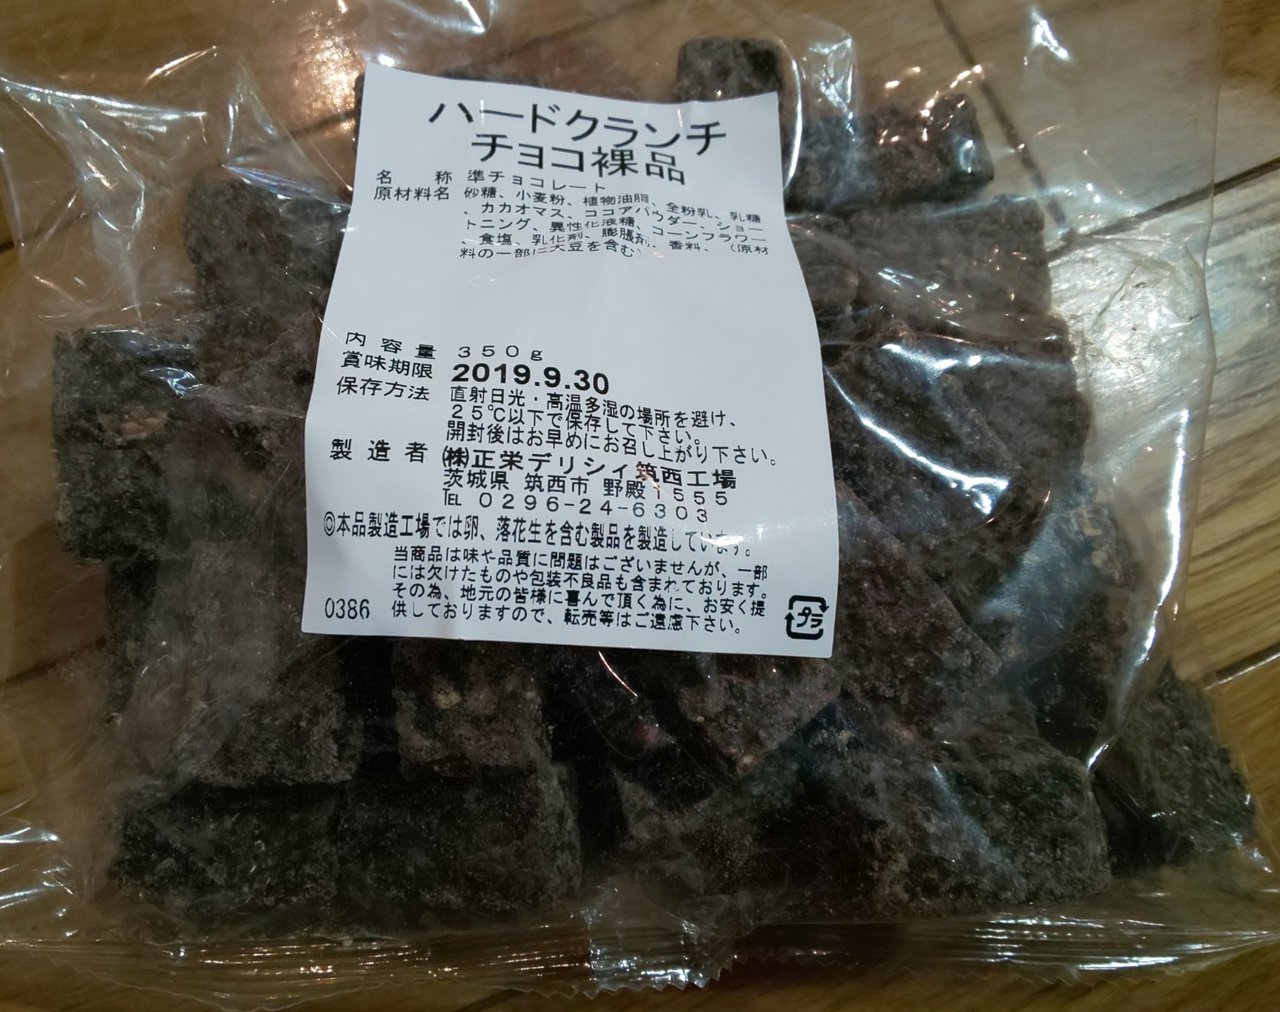 ハードクランチ
チョコ裸品
名　　称 準チョコレート
原材料名 砂糖、小麦粉、植物油脂、全粉乳、乳糖
、カカオマス、ココアパウダー、ショー
トニング、異性化液糖、コーンフラワー
、食塩、乳化剤、膨脹剤、香料、（原材
料の一部に大豆を含む）
内 容 量 350g
賞味期限 2019.9.30
保存方法 直射日光・高温多湿の場所を避け、
25℃以下で保存して下さい。
開封後はお早めにお召し上がり下さい。
製 造 者 ㈱正栄デリシィ筑西工場
茨城県 筑西市 野殿1555
℡ 0296-24-6303
◎本品製造工場では卵、落花生を含む製品を製造しています。
当商品は味や品質に問題はございませんが、一部
には欠けたものや包装不良品も含まれております。
その為、地元の皆様に喜んで頂く為に、お安く提
0386 供しておりますので、転売等はご遠慮下さい。
プラ